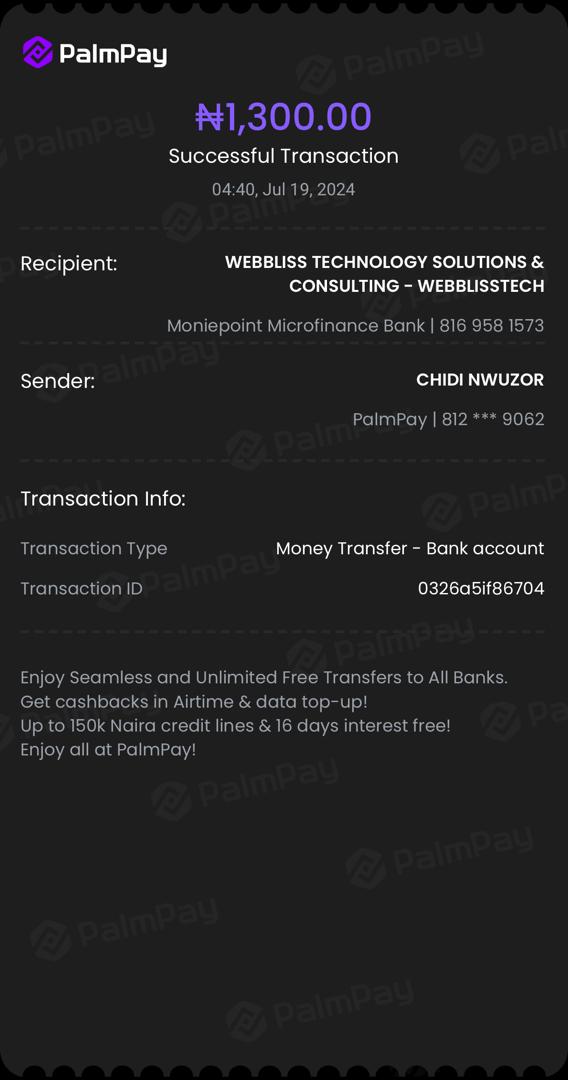 PalmPay
₦1,300.00
Successful Transaction
04:40, Jul 19, 2024
Recipient:
WEBBLISS TECHNOLOGY SOLUTIONS &
CONSULTING - WEBBLISSTECH
Moniepoint Microfinance Bank | 816 958 1573
Sender:
CHIDI NWUZOR
PalmPay | 812 *** 9062
Transaction Info:
Transaction Type
Money Transfer - Bank account
Transaction ID
0326a5if86704
Enjoy Seamless and Unlimited Free Transfers to All Banks.
Get cashbacks in Airtime & data top-up!
Up to 150k Naira credit lines & 16 days interest free!
Enjoy all at PalmPay!